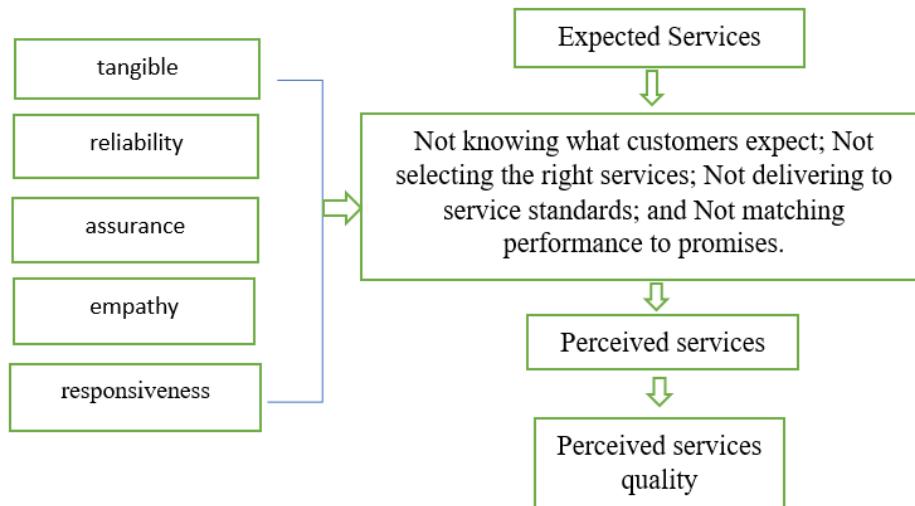 tangible
reliability
assurance
empathy
responsiveness
Expected Services
Not knowing what customers expect; Not
selecting the right services; Not delivering to
service standards; and Not matching
performance to promises.
Perceived services
Perceived services
quality